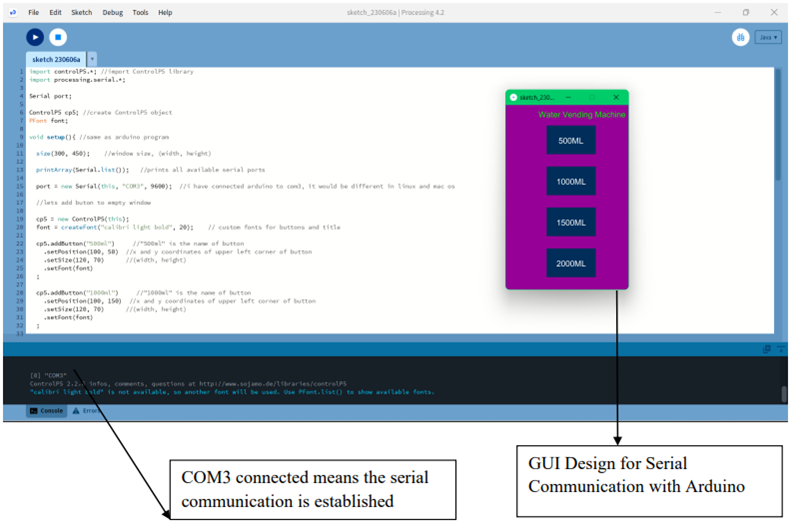 File Edit Sketch Debug Tools Help
sketch_230606a | Processing 4.2
Java
sketch 230606a
1 import controlP5.*; //import ControlP5 library
2 import processing.serial.*;
3
4 Serial port;
5
6 ControlP5 cp5; //create ControlP5 object
7 PFont font;
8
9 void setup(){ //same as arduino program
10
11 size(300, 450); //window size, (width, height)
12
13 printArray(Serial.list()); //prints all available serial ports
14
15 port = new Serial(this, "COM3", 9600); //i have connected arduino to com3, it would be different in linux and mac os
16
17 //lets add buton to empty window
18
19 cp5 = new ControlP5(this);
20 font = createFont("calibri light bold", 20); // custom fonts for buttons and title
21
22 cp5.addButton("500ml") //"500ml" is the name of button
23 .setPosition(100, 50) //x and y coordinates of upper left corner of button
24 .setSize(120, 70) //(width, height)
25 .setFont(font)
26 ;
27
28 cp5.addButton("1000ml") //"1000ml" is the name of button
29 .setPosition(100, 150) //x and y coordinates of upper left corner of button
30 .setSize(120, 70) //(width, height)
31 .setFont(font)
32 ;
33
sketch_230...
Water Vending Machine
500ML
1000ML
1500ML
2000ML
[0] "COM3"
ControlP5 2.2. infos, comments, questions at http://www.sojamo.de/libraries/controlP5
"calibri light bold" is not available, so another font will be used. Use PFont.list() to show available fonts.
Console Errors
COM3 connected means the serial
communication is established
GUI Design for Serial
Communication with Arduino